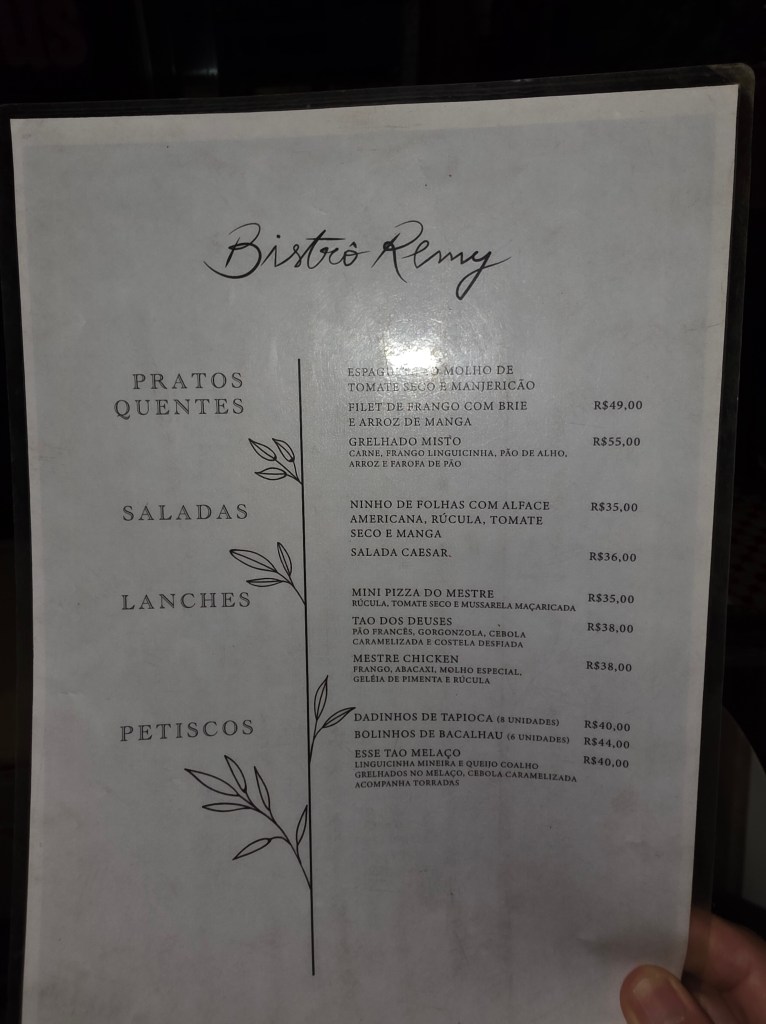 Bistrô Remy
PRATOS
QUENTES
MOLHO DE
TOMATE SECO E MANJERICÃO
FILET DE FRANGO COM BRIE
E ARROZ DE MANGA
R$49,00
GRELHADO MISTO
R$55,00
CARNE, FRANGO LINGUICINHA, PÃO DE ALHO,
ARROZ E FAROFA DE PÃO
SALADAS
NINHO DE FOLHAS COM ALFACE
AMERICANA, RÚCULA, TOMATE
SECO E MANGA
R$35,00
SALADA CAESAR.
R$36,00
LANCHES
MINI PIZZA DO MESTRE
R$35,00
RÚCULA, TOMATE SECO E MUSSARELA MAÇARICADA
TAO DOS DEUSES
R$38,00
PÃO FRANCÊS, GORGONZOLA, CEBOLA
CARAMELIZADA E COSTELA DESFIADA
MESTRE CHICKEN
R$38,00
FRANGO, ABACAXI, MOLHO ESPECIAL,
GELÉIA DE PIMENTA E RÚCULA
PETISCOS
DADINHOS DE TAPIOCA (8 UNIDADES) R$40,00
BOLINHOS DE BACALHAU (6 UNIDADES) R$44,00
ESSE TAO MELAÇO
R$40,00
LINGUICINHA MINEIRA E QUEIJO COALHO
GRELHADOS NO MELAÇO, CEBOLA CARAMELIZADA
ACOMPANHA TORRADAS